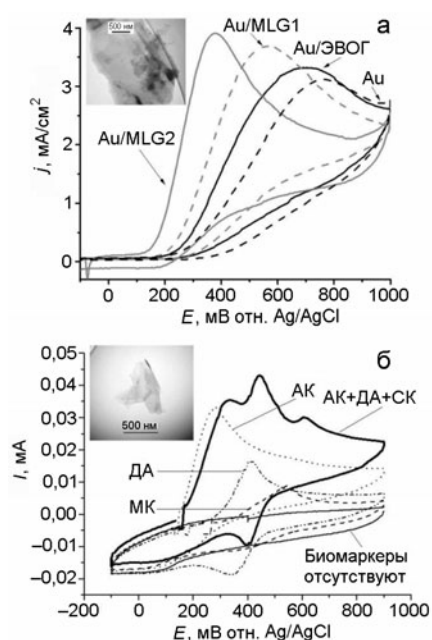 500 нм
а
Au/MLG1
Au/ЭВОГ
Au
Au/MLG2
j, мА/см²
4
3
2
1
0
0 200 400 600 800 1000
E, мВ отн. Ag/AgCl
500 нм
б
АК
АК+ДА+СК
ДА
МК
Биомаркеры
отсутствуют
I, мА
0,05
0,04
0,03
0,02
0,01
0,00
−0,01
−0,02
−200 0 200 400 600 800 1000
E, мВ отн. Ag/AgCl